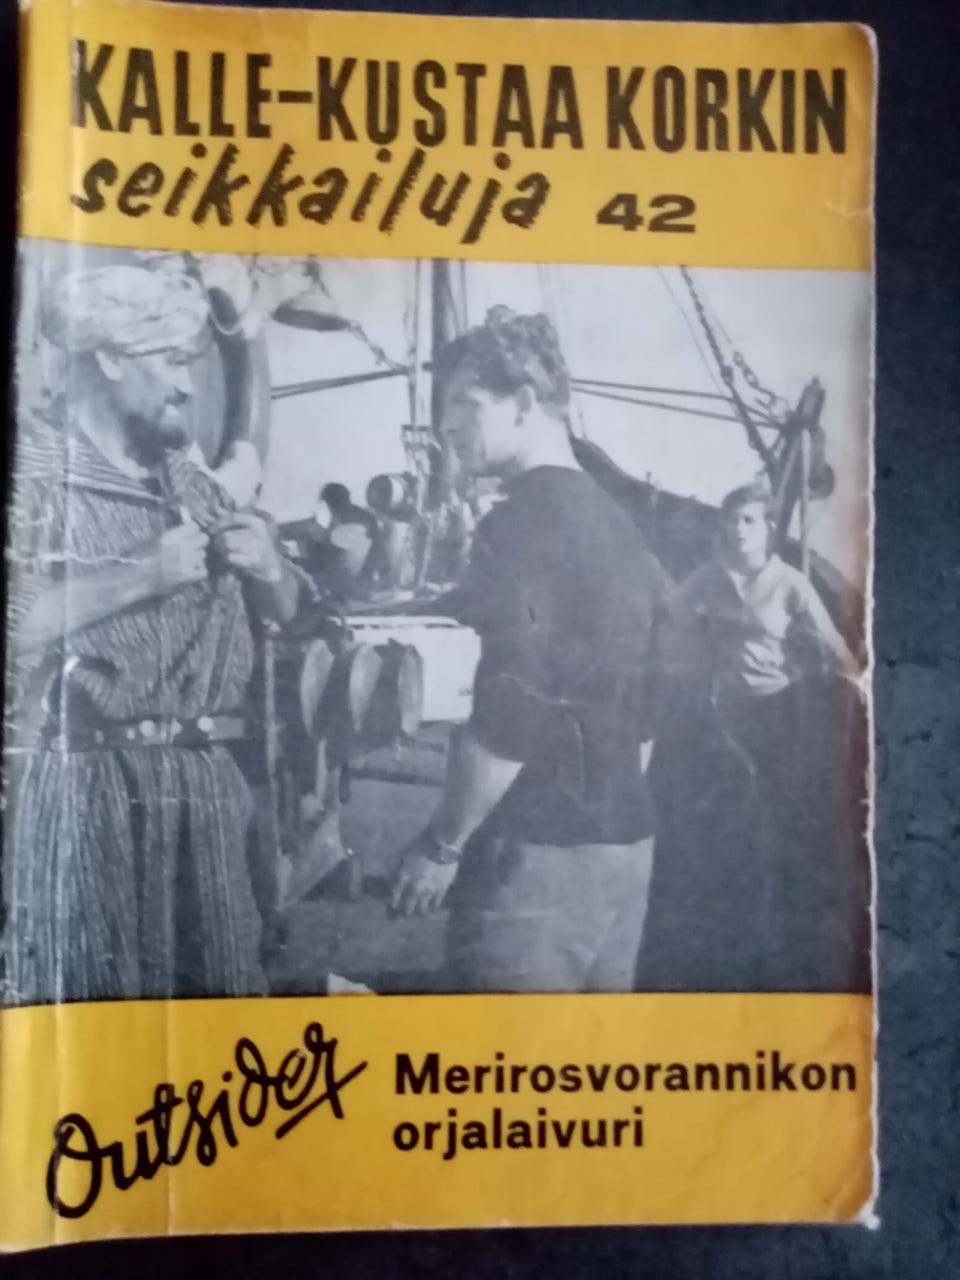 KALLE-KUSTAA KORKIN
seikkailuja 42
Outsider
Merirosvorannikon
orjalaivuri